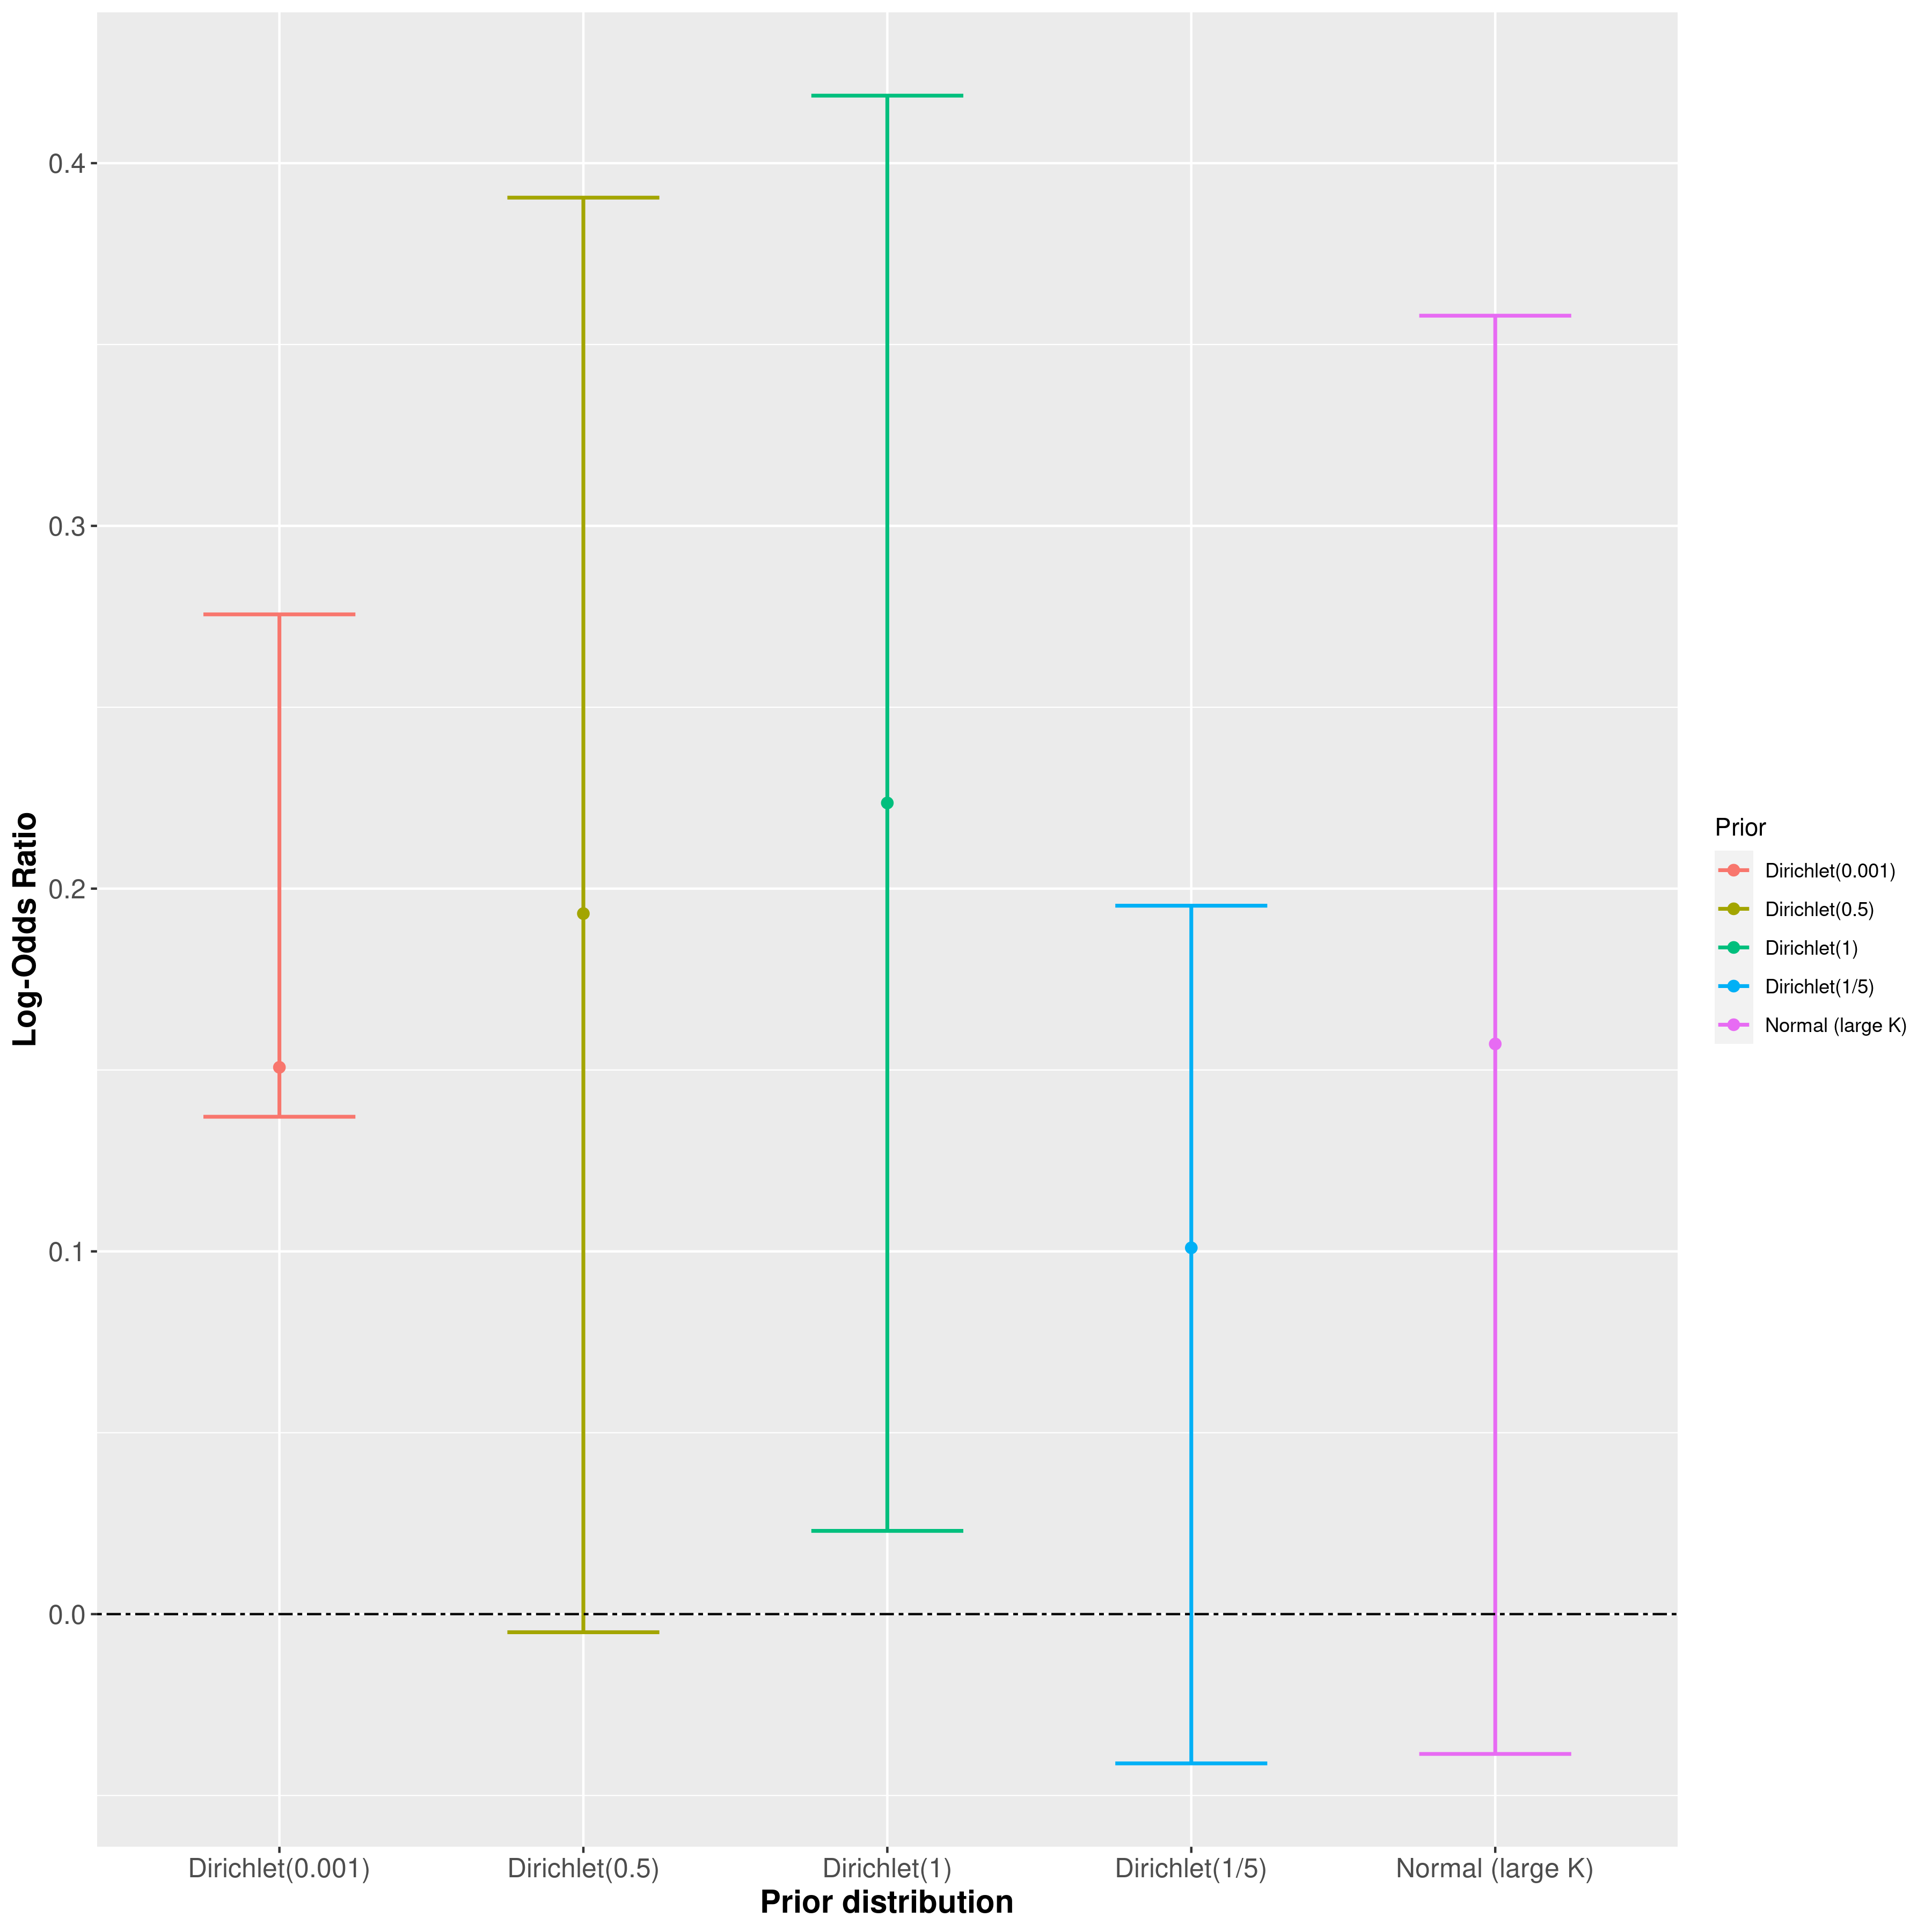 Log-Odds Ratio
0.4
0.3
0.2
0.1
0.0
Dirichlet(0.001)
Dirichlet(0.5)
Dirichlet(1)
Dirichlet(1/5)
Normal (large K)
Prior distribution
Prior
Dirichlet(0.001)
Dirichlet(0.5)
Dirichlet(1)
Dirichlet(1/5)
Normal (large K)